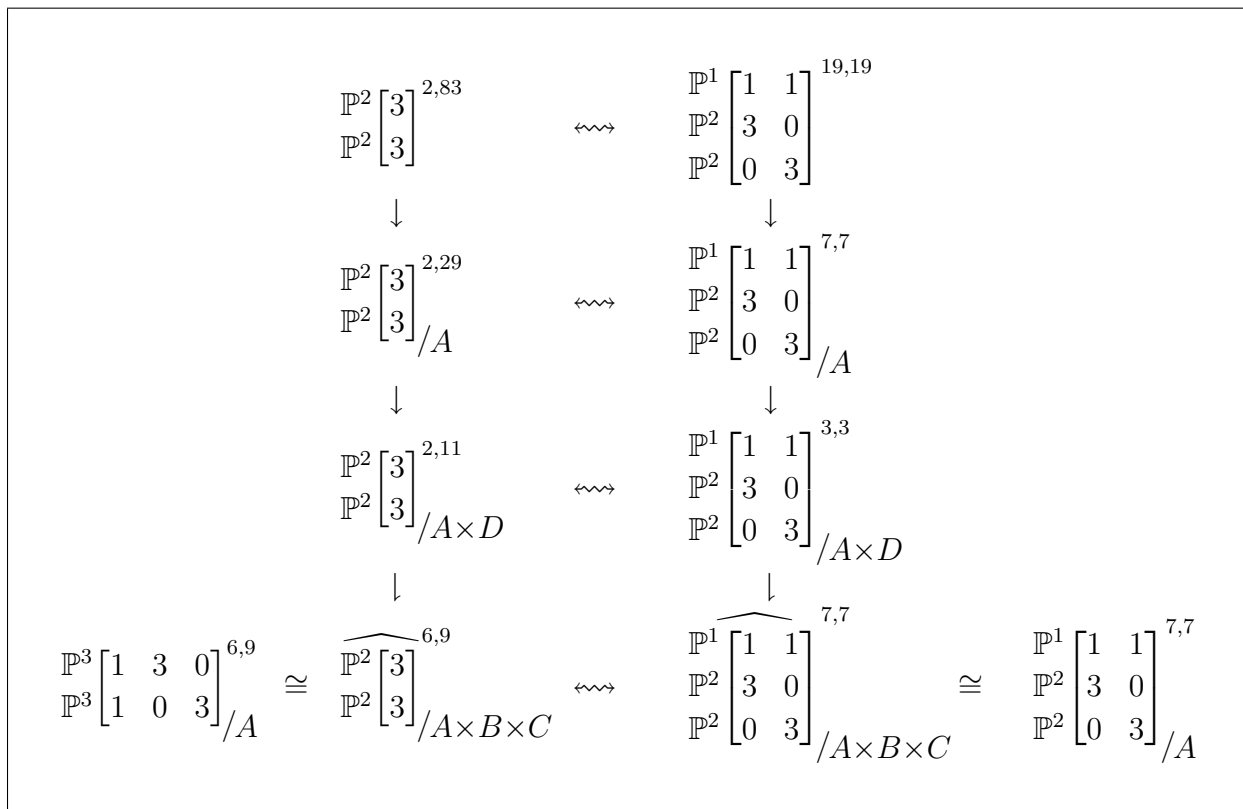 ℙ² [3]^{2,83} ⇜⇝ ℙ¹ [1 1]^{19,19}
ℙ² [3] ℙ² [3 0]
ℙ² [0 3]
↓ ↓
ℙ² [3]^{2,29} ⇜⇝ ℙ¹ [1 1]^{7,7}
ℙ² [3]_{/A} ℙ² [3 0]
ℙ² [0 3]_{/A}
↓ ↓
ℙ² [3]^{2,11} ⇜⇝ ℙ¹ [1 1]^{3,3}
ℙ² [3]_{/A×D} ℙ² [3 0]
ℙ² [0 3]_{/A×D}
⇂ ⇂
ℙ³ [1 3 0]^{6,9} ≅ ℙ² [3]^{6,9} ⇜⇝ ℙ¹ [1 1]^{7,7} ≅ ℙ¹ [1 1]^{7,7}
ℙ³ [1 0 3]_{/A} ℙ² [3]_{/A×B×C} ℙ² [3 0] ℙ² [3 0]
ℙ² [0 3]_{/A×B×C} ℙ² [0 3]_{/A}